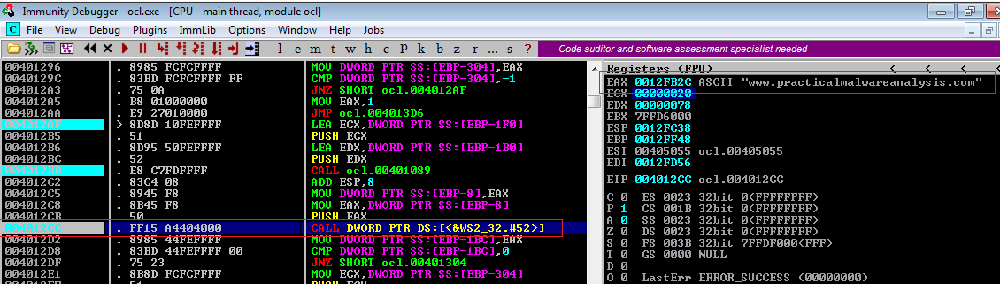 Immunity Debugger - ocl.exe - [CPU - main thread, module ocl]
C File View Debug Plugins ImmLib Options Window Help Jobs
l e m t w h c p k b z r ... s ? Code auditor and software assessment specialist needed
00401296 . 8985 FCFCFFFF MOV DWORD PTR SS:[EBP-304],EAX
0040129C . 83BD FCFCFFFF FF CMP DWORD PTR SS:[EBP-304],-1
004012A3 . 75 0A JNZ SHORT ocl.004012AF
004012A5 . B8 01000000 MOV EAX,1
004012AA . E9 27010000 JMP ocl.004013D6
004012AF > 8D8D 10FEFFFF LEA ECX,DWORD PTR SS:[EBP-1F0]
004012B5 . 51 PUSH ECX
004012B6 . 8D95 50FEFFFF LEA EDX,DWORD PTR SS:[EBP-1B0]
004012BC . 52 PUSH EDX
004012BD . E8 C7FDFFFF CALL ocl.00401089
004012C2 . 83C4 08 ADD ESP,8
004012C5 . 8945 F8 MOV DWORD PTR SS:[EBP-8],EAX
004012C8 . 8B45 F8 MOV EAX,DWORD PTR SS:[EBP-8]
004012CB . 50 PUSH EAX
004012CC . FF15 A4404000 CALL DWORD PTR DS:[<&WS2_32.#52>]
004012D2 . 8985 44FEFFFF MOV DWORD PTR SS:[EBP-1BC],EAX
004012D8 . 83BD 44FEFFFF 00 CMP DWORD PTR SS:[EBP-1BC],0
004012DF . 75 23 JNZ SHORT ocl.00401304
004012E1 . 8B8D FCFCFFFF MOV ECX,DWORD PTR SS:[EBP-304]
Registers (FPU) < < < <
EAX 0012FB2C ASCII "www.practicalmalwareanalysis.com"
ECX 00000020
EDX 00000078
EBX 7FFD6000
ESP 0012FC38
EBP 0012FF48
ESI 00405055 ocl.00405055
EDI 0012FD56
EIP 004012CC ocl.004012CC
C 0 ES 0023 32bit 0(FFFFFFFF)
P 1 CS 001B 32bit 0(FFFFFFFF)
A 0 SS 0023 32bit 0(FFFFFFFF)
Z 0 DS 0023 32bit 0(FFFFFFFF)
S 0 FS 003B 32bit 7FFDF000(FFF)
T 0 GS 0000 NULL
D 0
O 0 LastErr ERROR_SUCCESS (00000000)